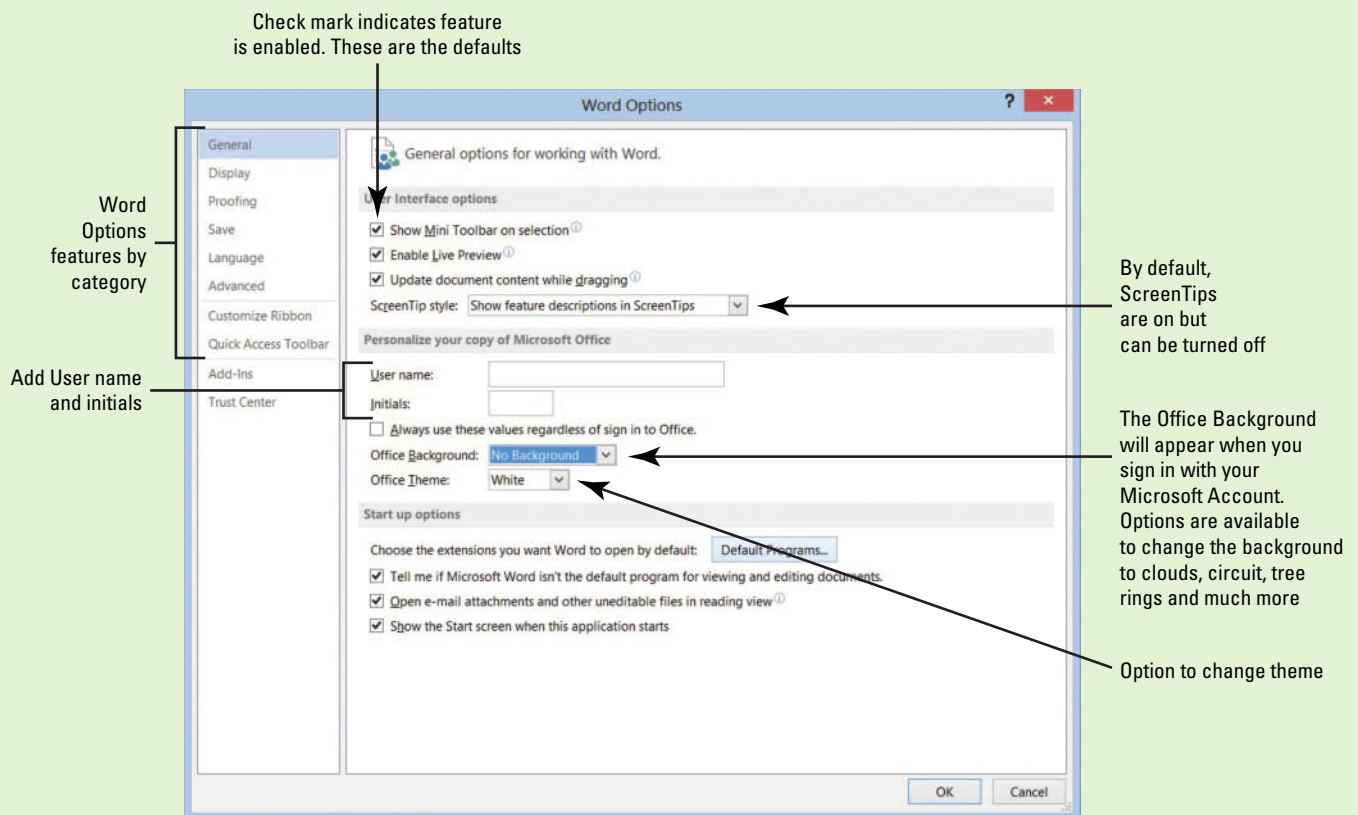 Check mark indicates feature
is enabled. These are the defaults
Word Options
?
General
Display
Proofing
Save
Language
Advanced
Customize Ribbon
Quick Access Toolbar
Add-Ins
Trust Center
Word
Options
features by
category
Add User name
and initials
General options for working with Word.
User Interface options
Show Mini Toolbar on selection
Enable Live Preview
Update document content while dragging
ScreenTip style: Show feature descriptions in ScreenTips
Personalize your copy of Microsoft Office
User name:
Initials:
Always use these values regardless of sign in to Office.
Office Background: No Background
Office Theme: White
Start up options
Choose the extensions you want Word to open by default: Default Programs...
Tell me if Microsoft Word isn't the default program for viewing and editing documents.
Open e-mail attachments and other uneditable files in reading view
Show the Start screen when this application starts
OK Cancel
By default,
ScreenTips
are on but
can be turned off
The Office Background
will appear when you
sign in with your
Microsoft Account.
Options are available
to change the background
to clouds, circuit, tree
rings and much more
Option to change theme